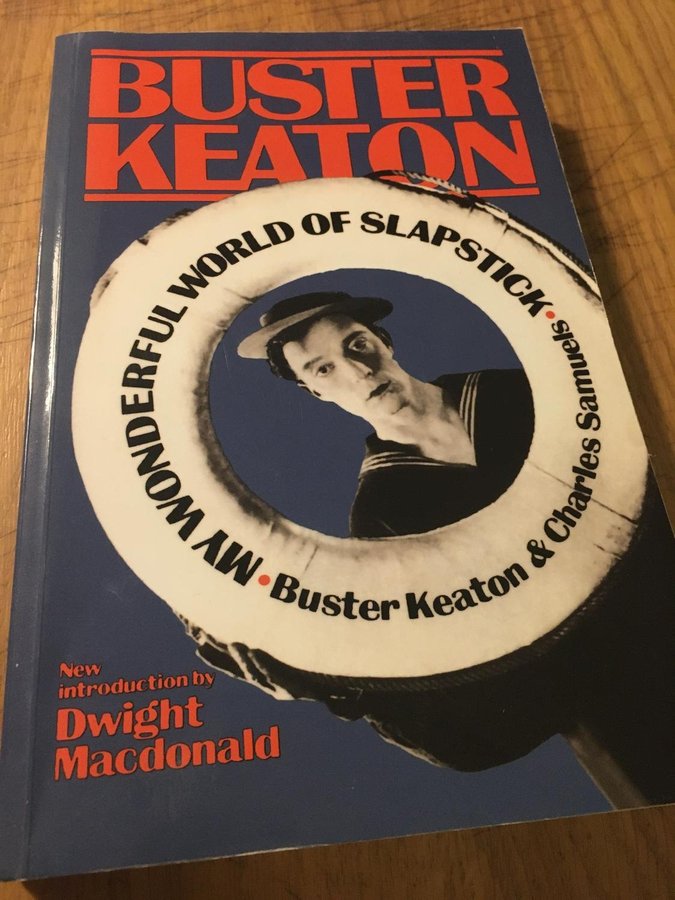 BUSTER
KEATON
MY WONDERFUL WORLD OF SLAPSTICK •
Buster Keaton & Charles Samuels •
New
introduction by
Dwight
Macdonald